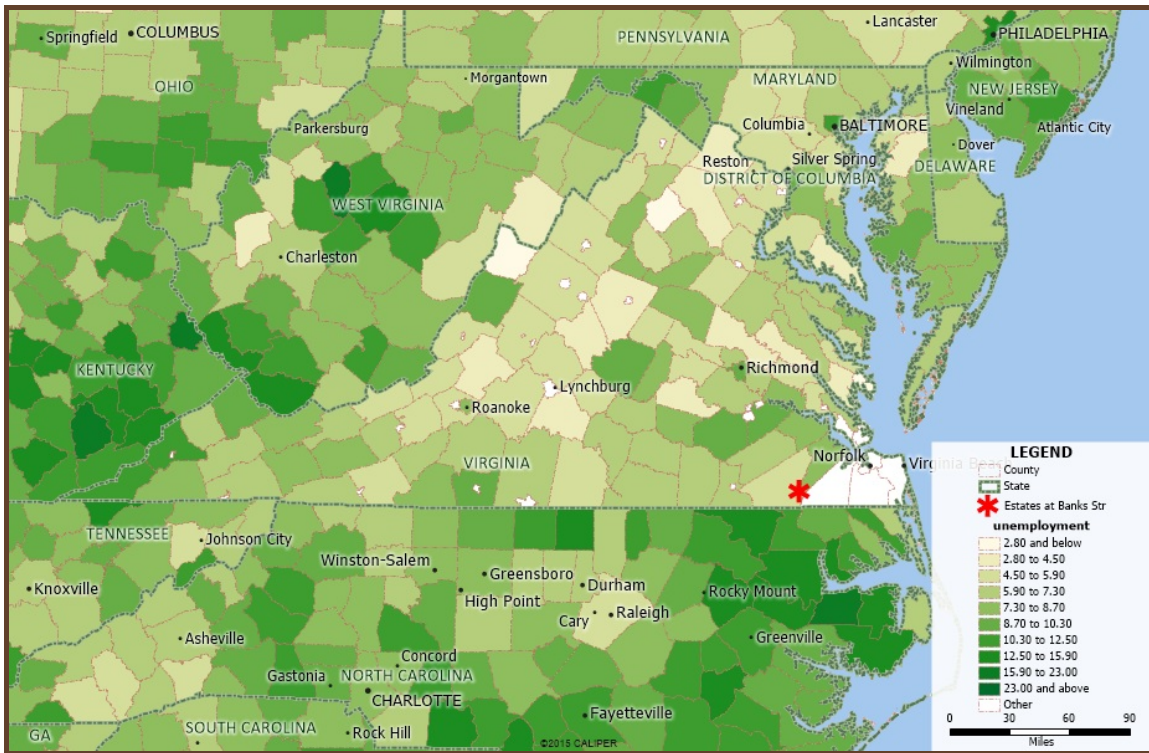 Springfield
COLUMBUS
OHIO
PENNSYLVANIA
Lancaster
PHILADELPHIA
Morgantown
MARYLAND
Wilmington
NEW JERSEY
Vineland
Parkersburg
Columbia
BALTIMORE
Atlantic City
Reston
Silver Spring
Dover
DISTRICT OF COLUMBIA
DELAWARE
WEST VIRGINIA
Charleston
KENTUCKY
Richmond
Lynchburg
Roanoke
VIRGINIA
Norfolk
Virginia Beach
TENNESSEE
Johnson City
Winston-Salem
Greensboro
Knoxville
High Point
Durham
Rocky Mount
Cary
Raleigh
Asheville
Greenville
Concord
Gastonia
NORTH CAROLINA
CHARLOTTE
Fayetteville
GA
SOUTH CAROLINA
Rock Hill
©2015 CALIPER
LEGEND
County
State
Estates at Banks Str
unemployment
2.80 and below
2.80 to 4.50
4.50 to 5.90
5.90 to 7.30
7.30 to 8.70
8.70 to 10.30
10.30 to 12.50
12.50 to 15.90
15.90 to 23.00
23.00 and above
Other
0 30 60 90
Miles